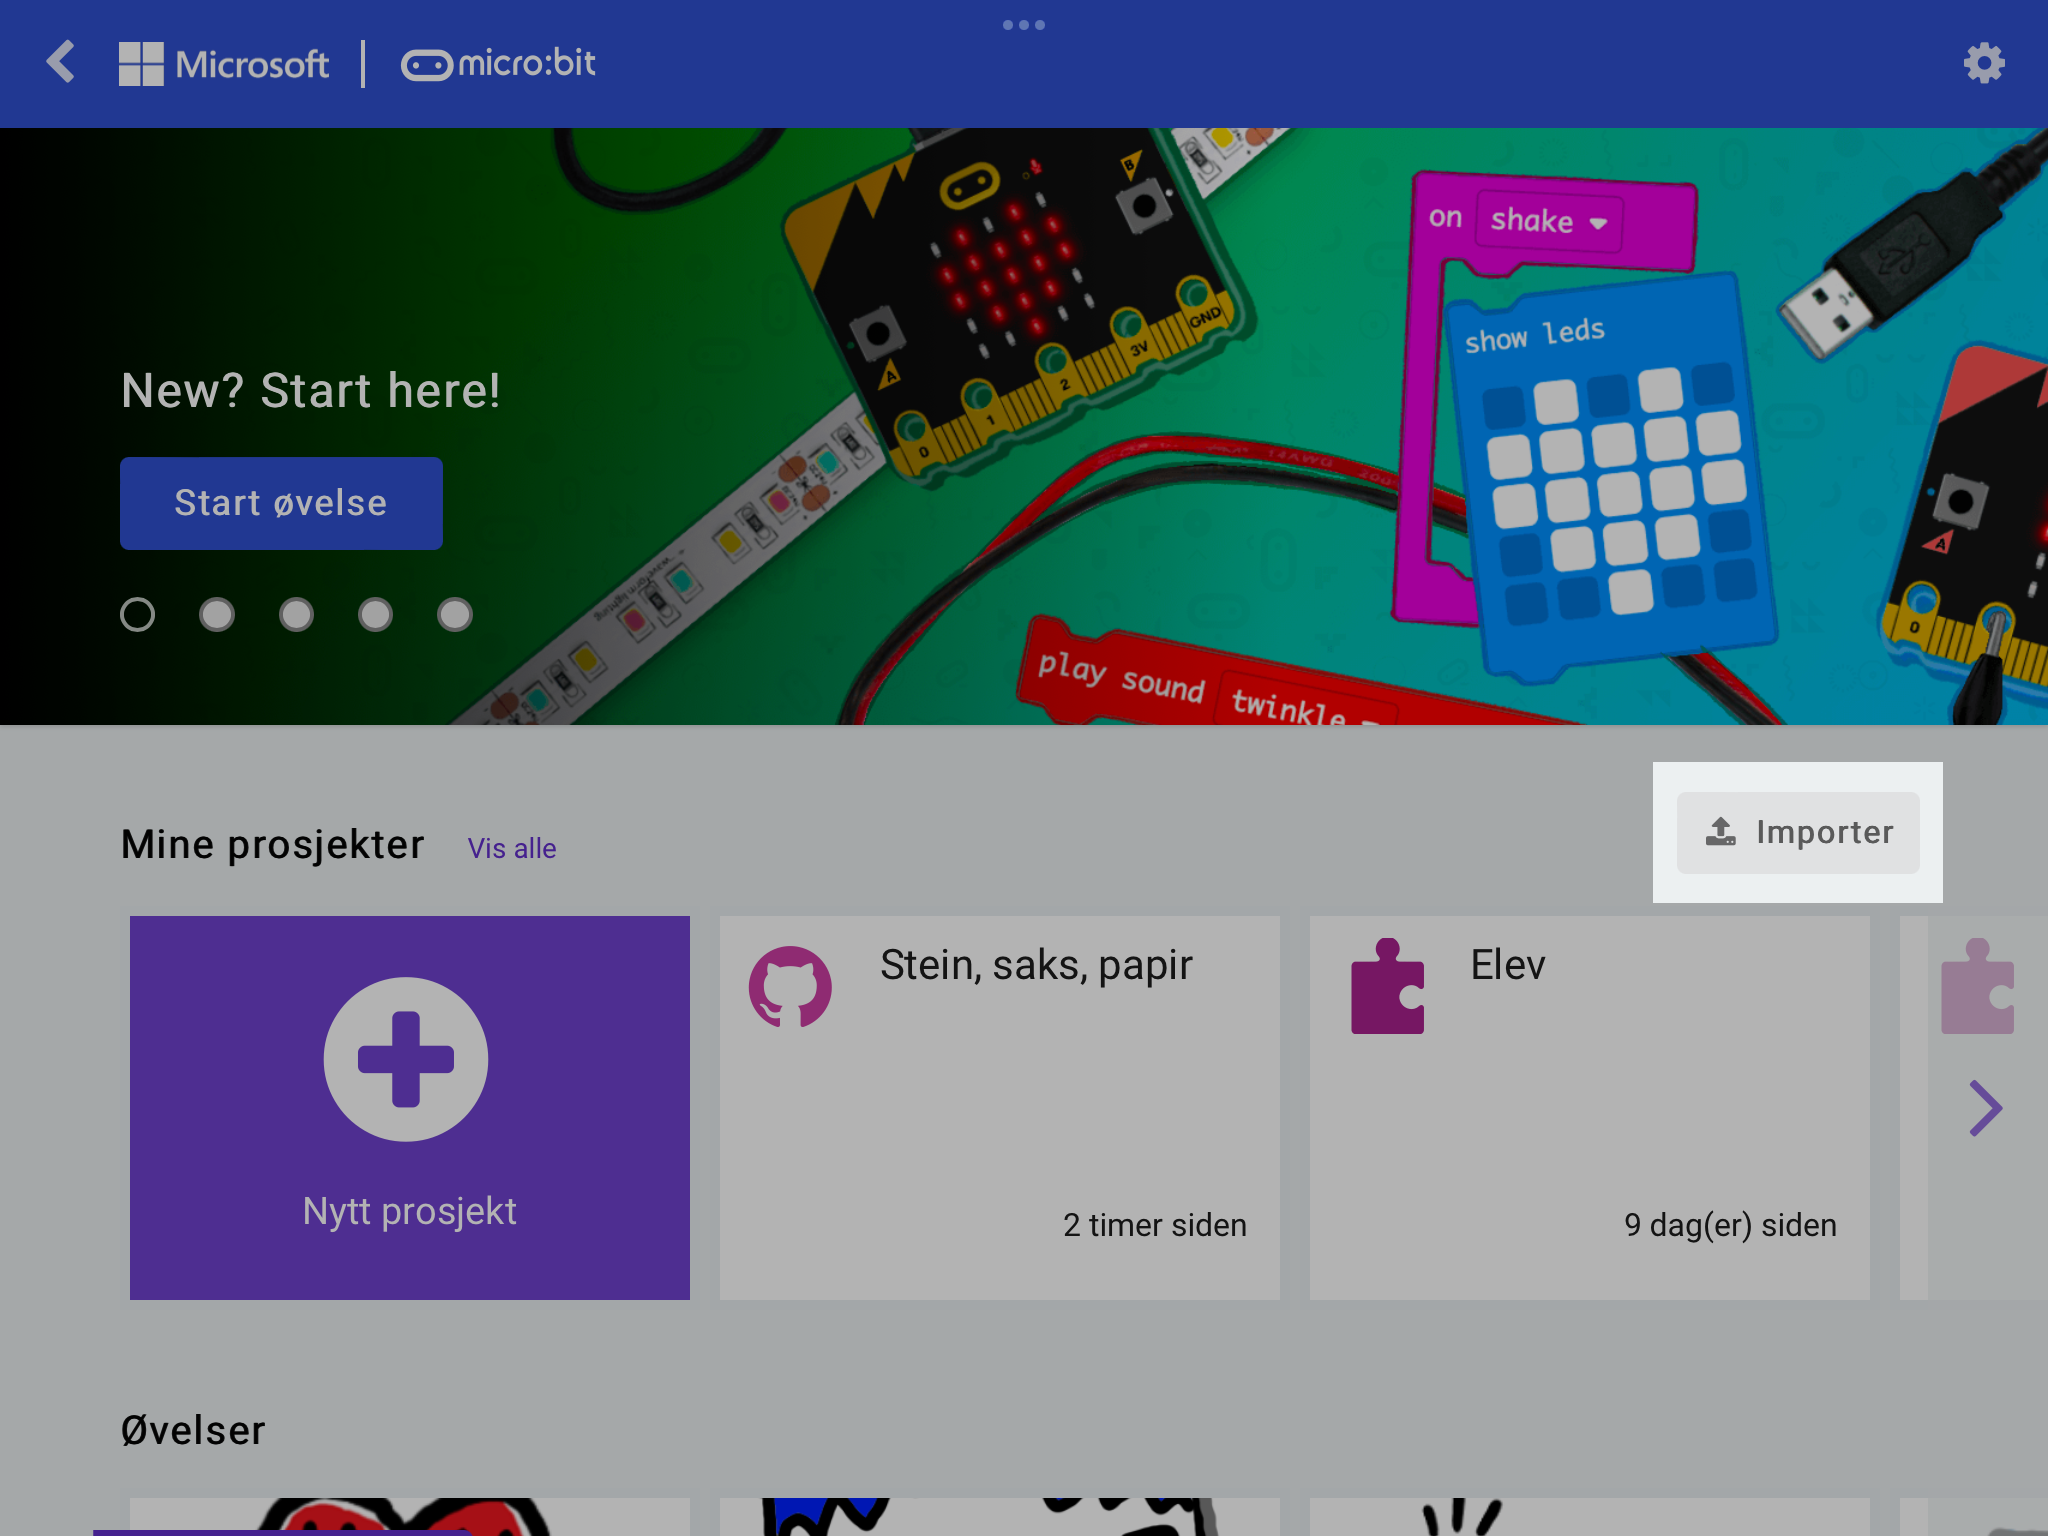 Microsoft | micro:bit
on shake
show leds
B
A
0
1
2
3V
GND
14AWG
A
0
New? Start here!
Start øvelse
play sound twinkle
Mine prosjekter Vis alle
Importer
Nytt prosjekt
Stein, saks, papir
2 timer siden
Elev
9 dag(er) siden
Øvelser